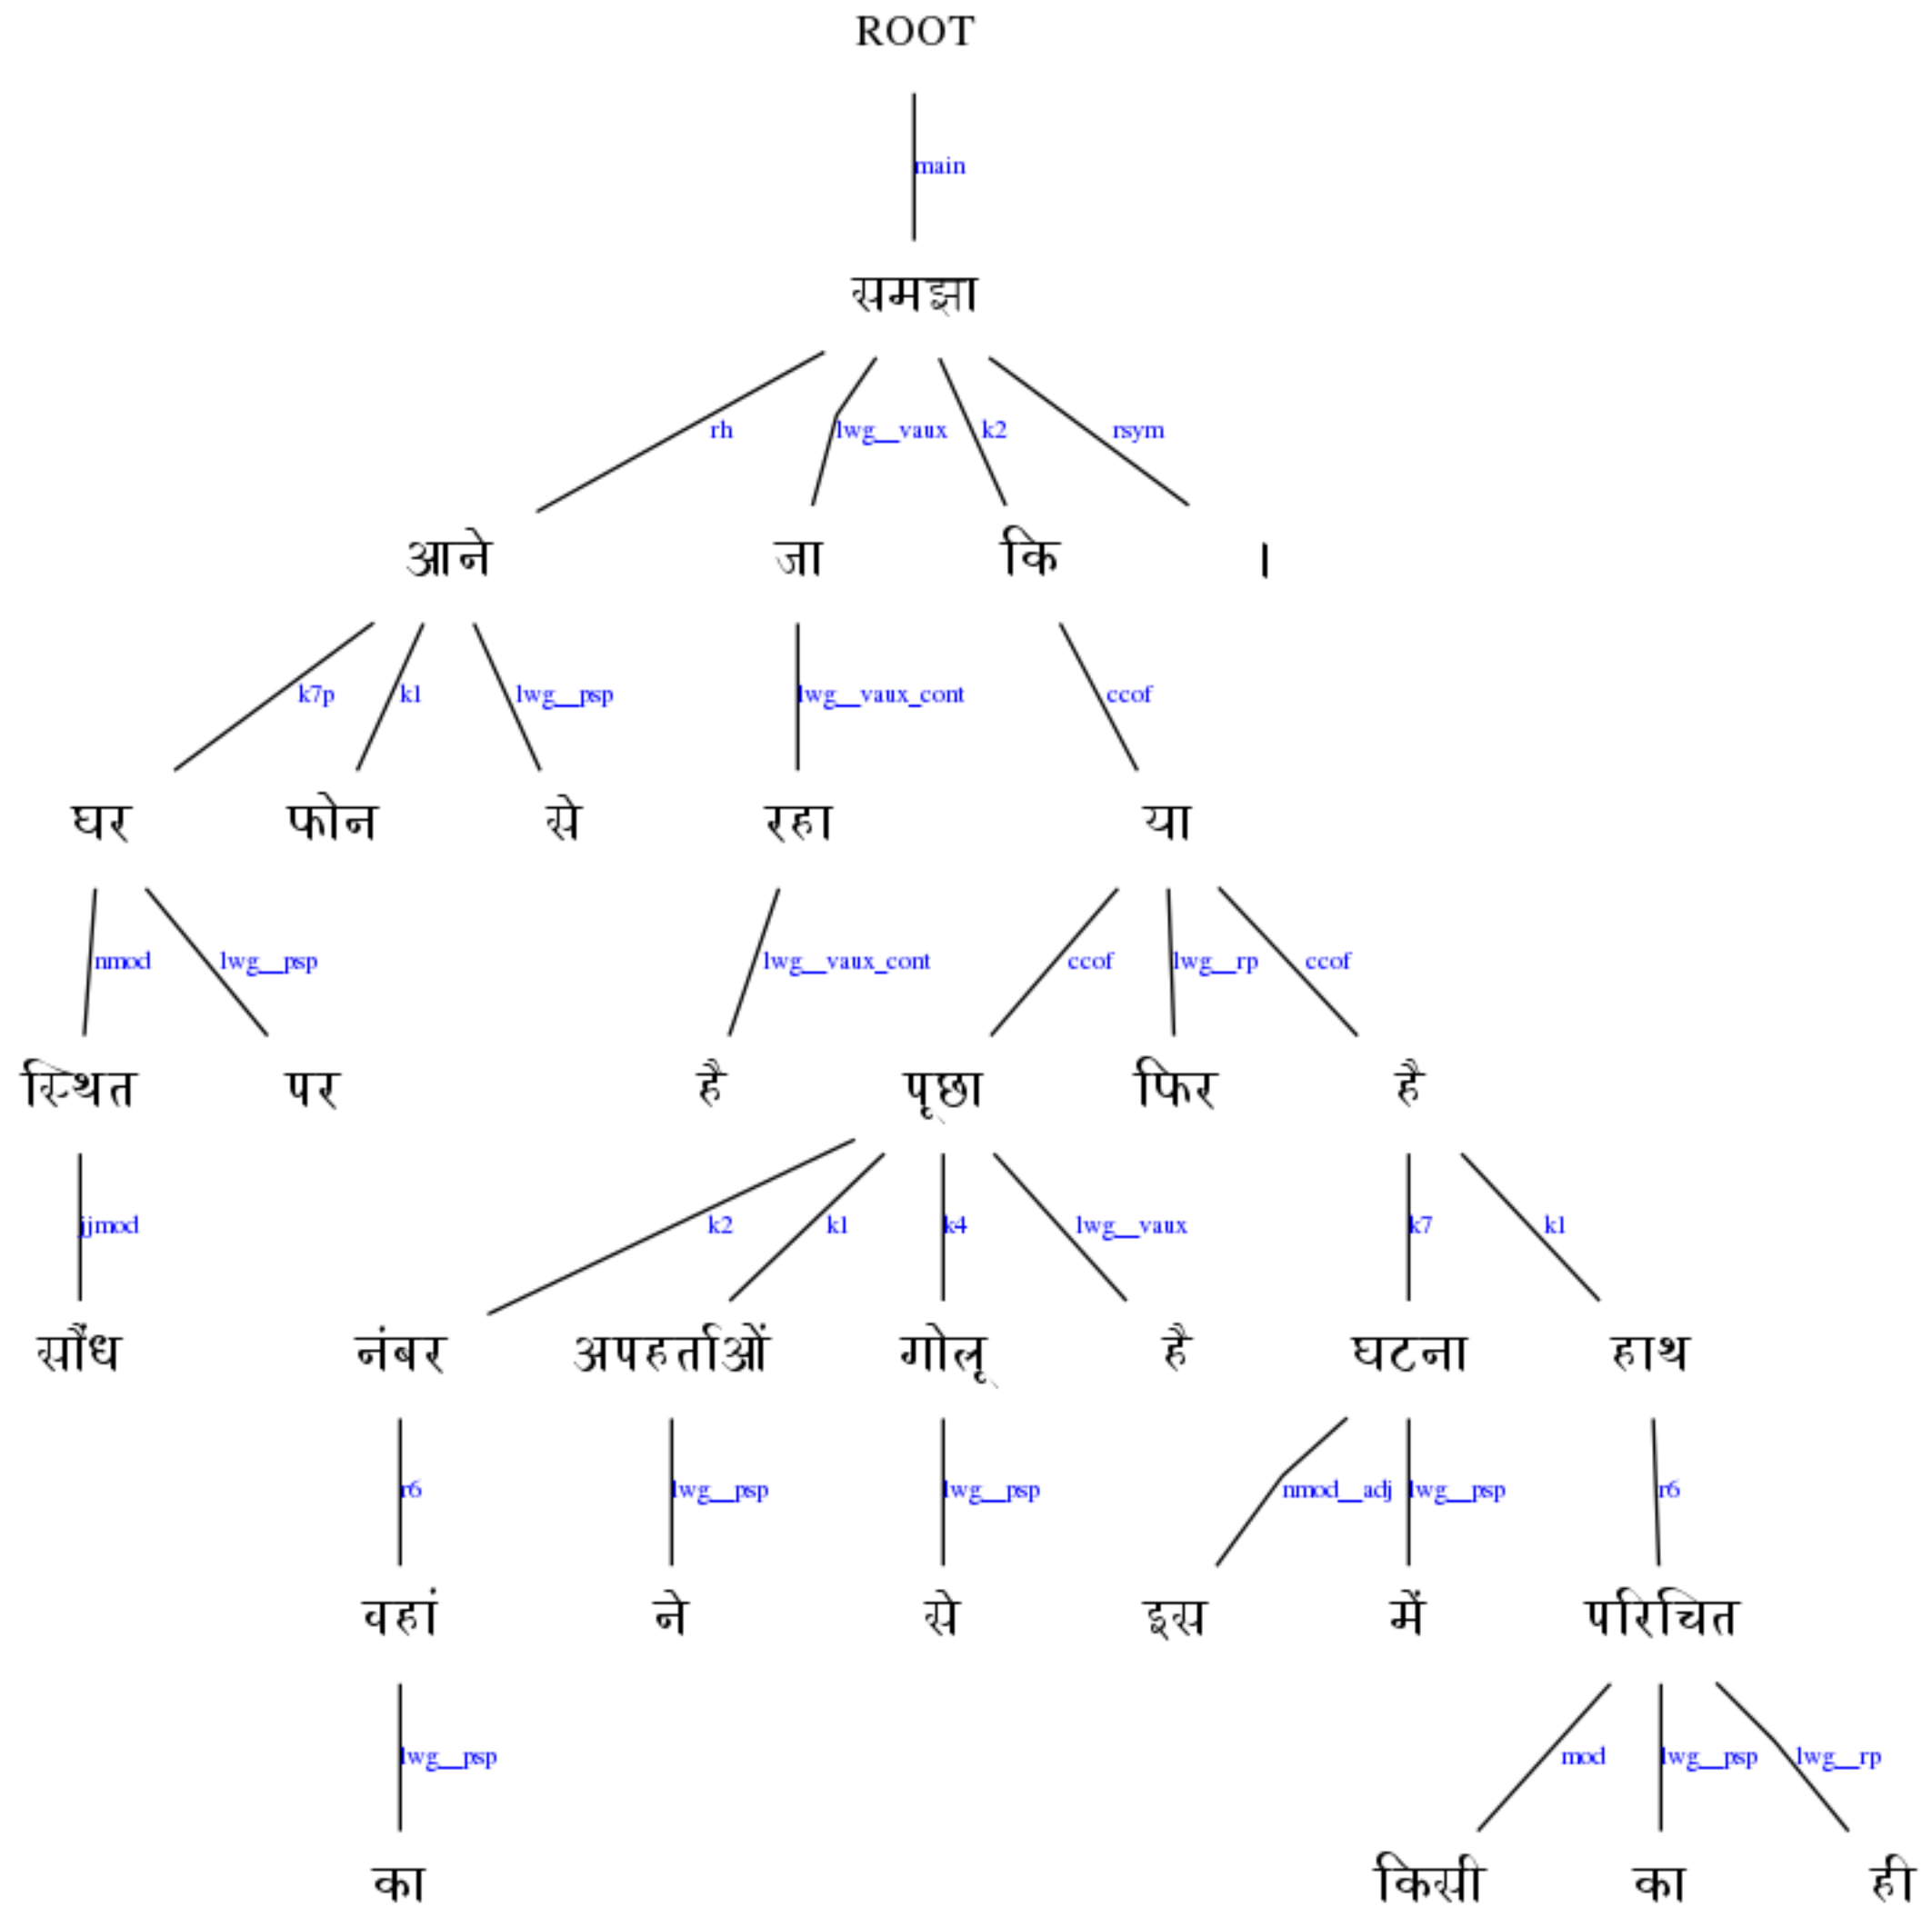 ROOT
main
समझा
rh lwg__vaux k2 rsym
आने जा कि ।
k7p k1 lwg__psp lwg__vaux_cont ccof
घर फोन से रहा या
nmod lwg__psp lwg__vaux_cont ccof lwg__rp ccof
स्थित पर है पूछा फिर है
jjmod k2 k1 k4 lwg__vaux k7 k1
सौंध नंबर अपहर्ताओं गोलू है घटना हाथ
r6 lwg__psp lwg__psp nmod__adj lwg__psp r6
वहां ने से इस में परिचित
lwg__psp mod lwg__psp lwg__rp
का किसी का ही